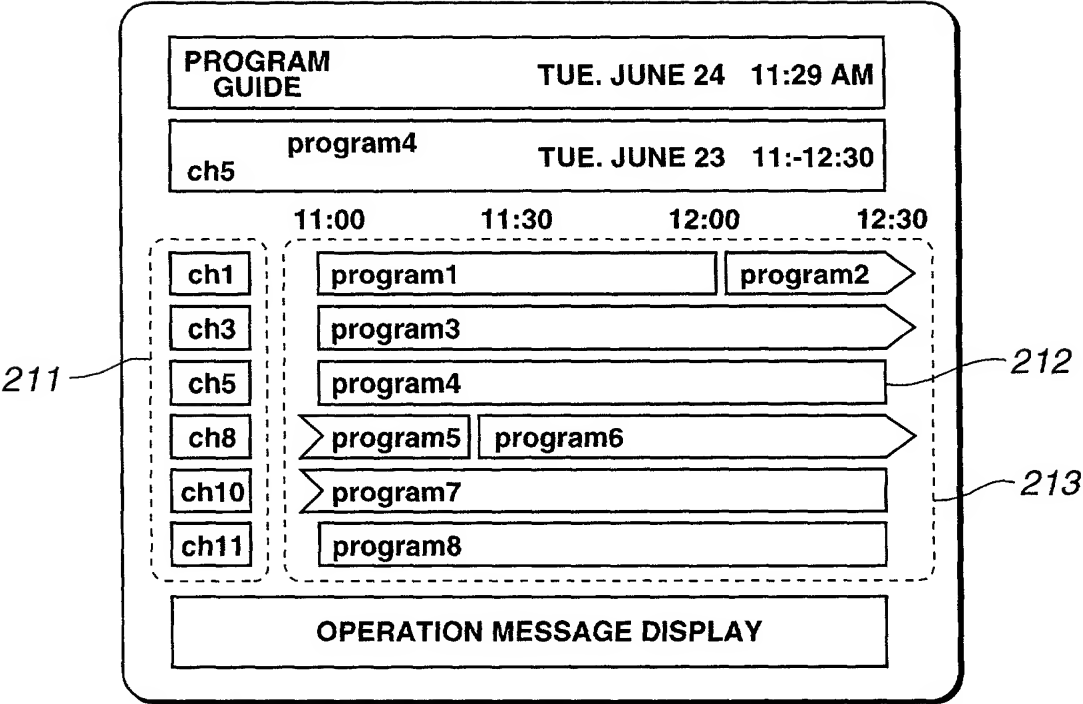 PROGRAM
GUIDE
TUE. JUNE 24 11:29 AM
program4
ch5
TUE. JUNE 23 11:-12:30
11:00 11:30 12:00 12:30
ch1 program1 program2
ch3 program3
211
ch5 program4
212
ch8 program5 program6
ch10 program7
213
ch11 program8
OPERATION MESSAGE DISPLAY